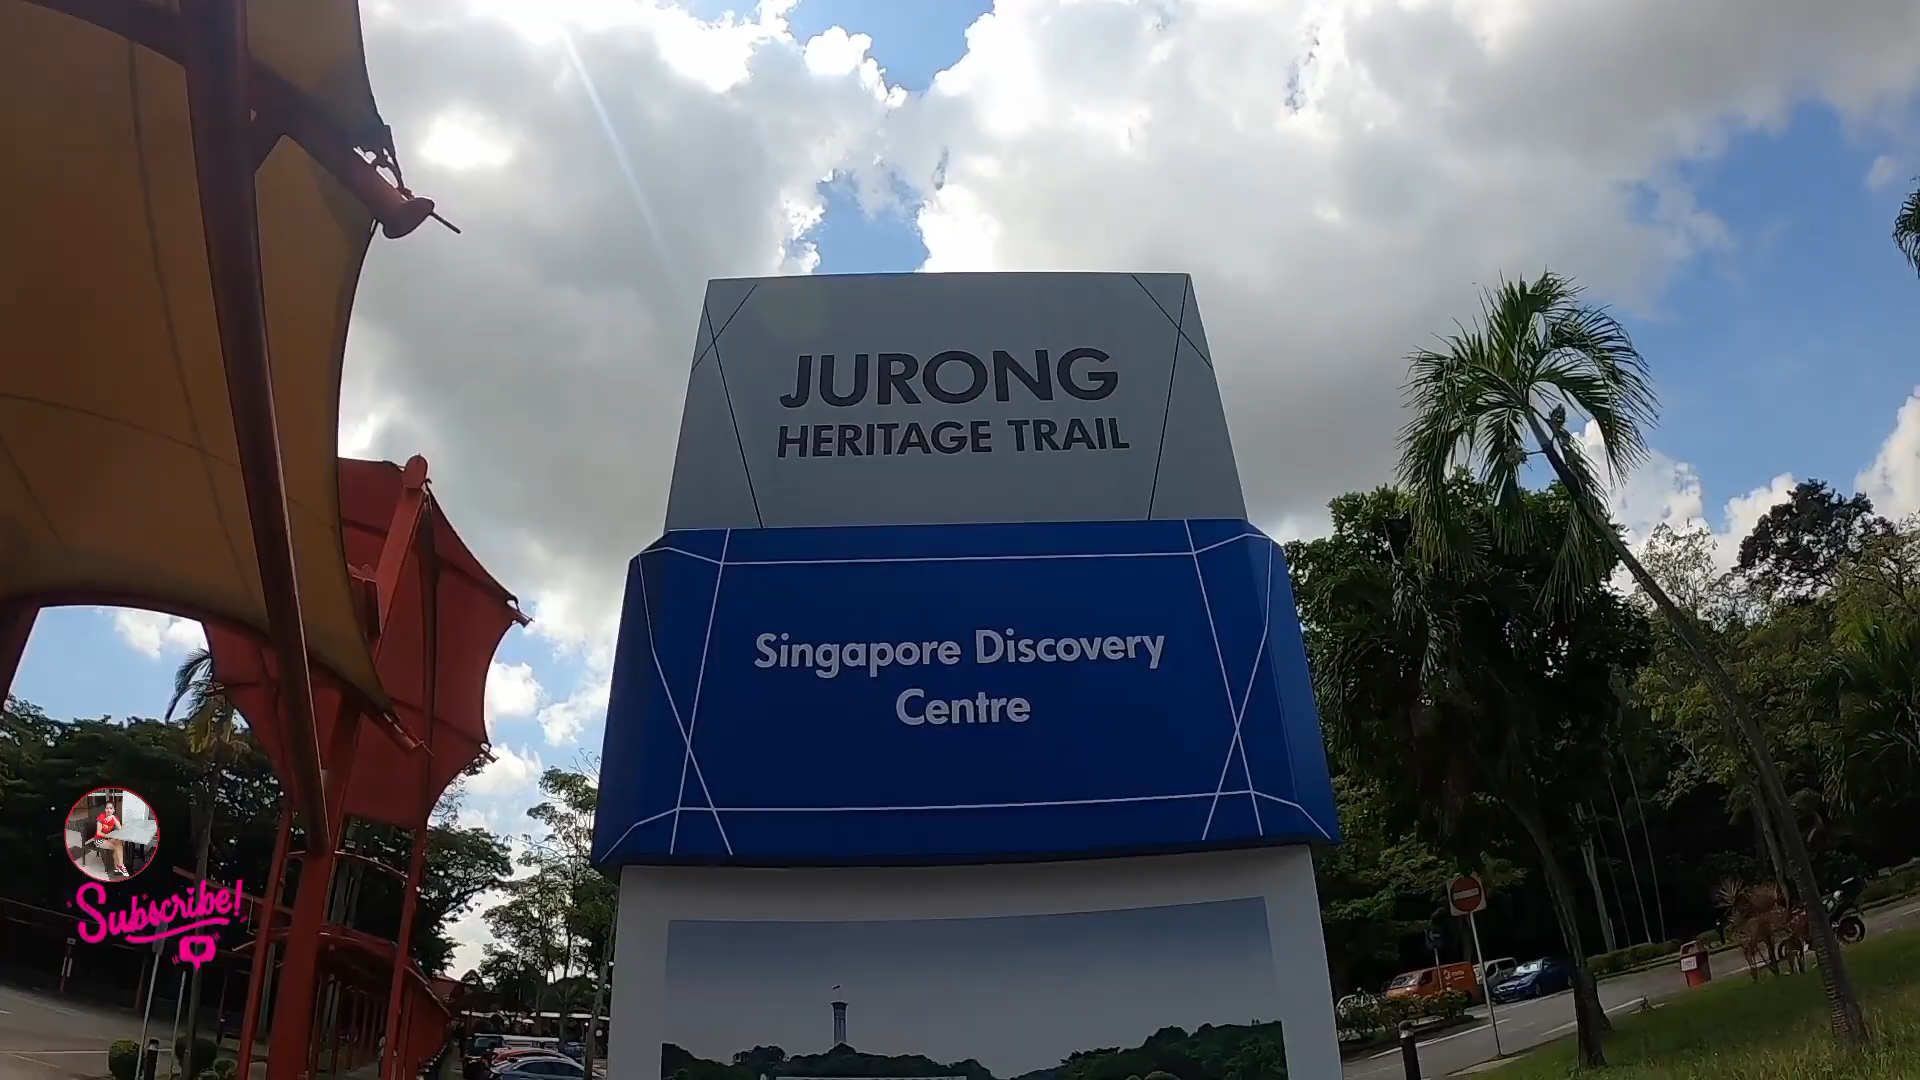 JURONG
HERITAGE TRAIL
Singapore Discovery
Centre
Subscribe!